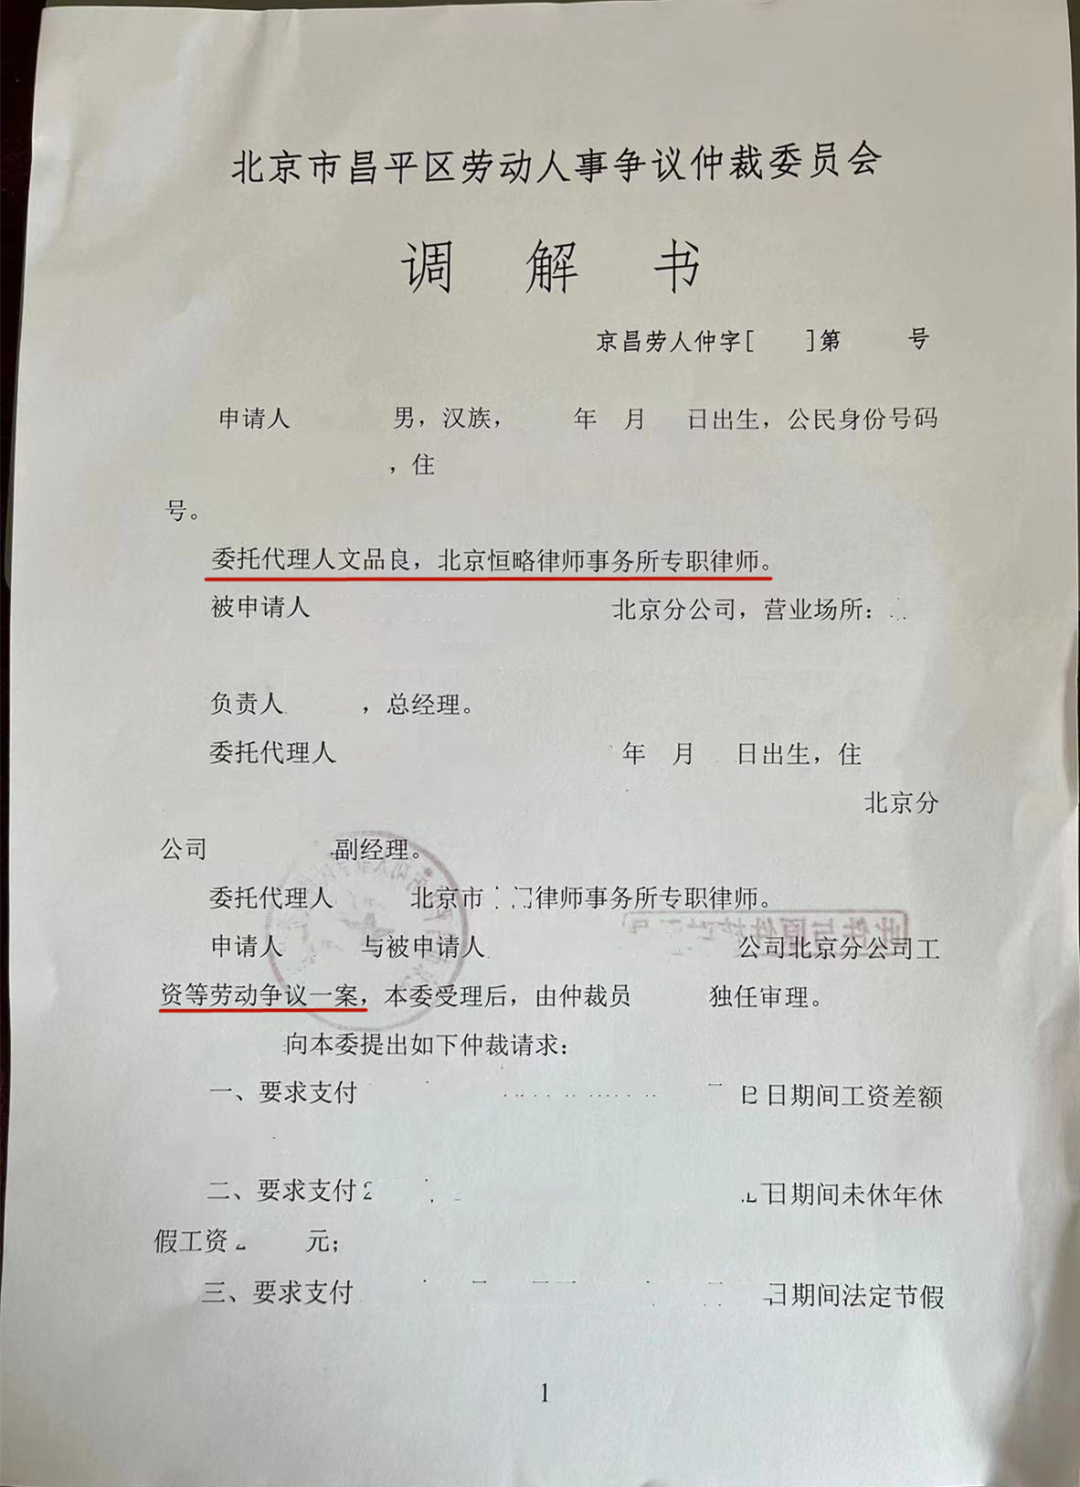 北京市昌平区劳动人事争议仲裁委员会
调 解 书
京昌劳人仲字[ ]第 号
申请人 男，汉族， 年 月 日出生，公民身份号码
，住
号。
委托代理人文品良，北京恒略律师事务所专职律师。
被申请人 北京分公司，营业场所：
负责人 ，总经理。
委托代理人 年 月 日出生，住
北京分
公司 副经理。
委托代理人 北京市 律师事务所专职律师。
申请人 与被申请人 公司北京分公司工
资等劳动争议一案，本委受理后，由仲裁员 独任审理。
向本委提出如下仲裁请求：
一、要求支付 日期间工资差额
二、要求支付2 日期间未休年休
假工资 元；
三、要求支付 日期间法定节假
1